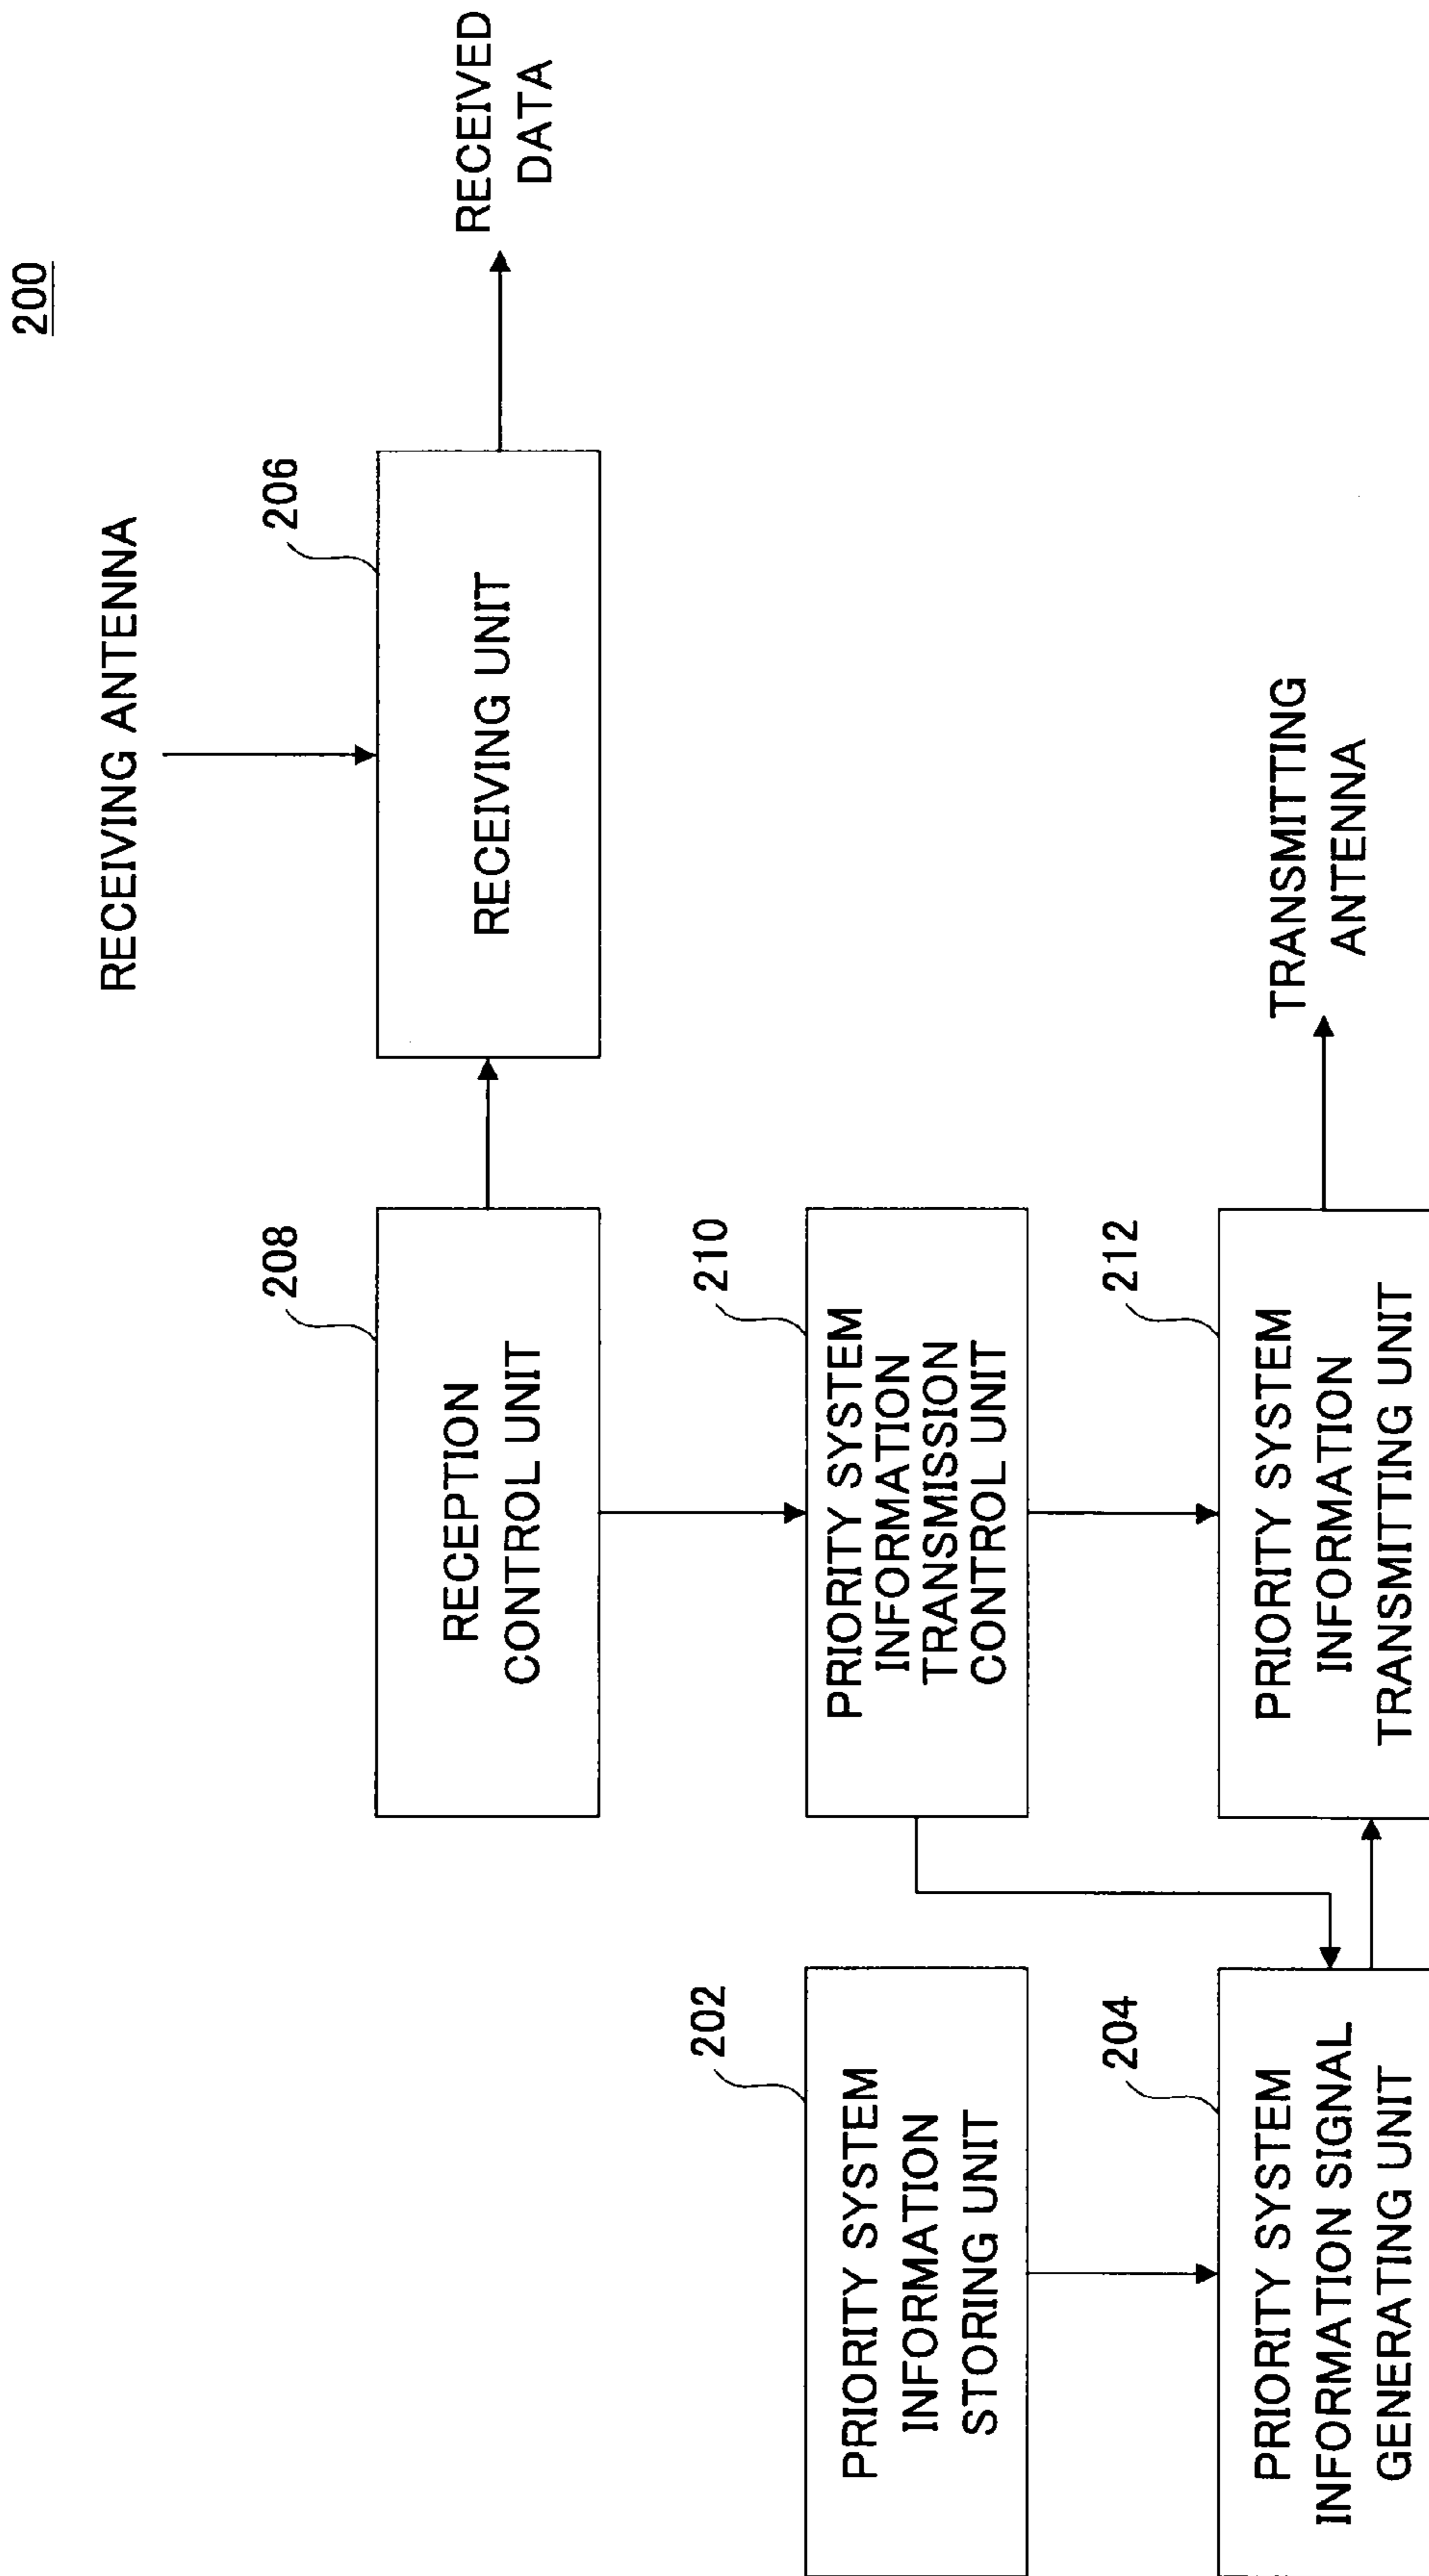 200
RECEIVING ANTENNA
208
RECEPTION
CONTROL UNIT
206
RECEIVING UNIT
RECEIVED
DATA
202
PRIORITY SYSTEM
INFORMATION
STORING UNIT
210
PRIORITY SYSTEM
INFORMATION
TRANSMISSION
CONTROL UNIT
204
PRIORITY SYSTEM
INFORMATION SIGNAL
GENERATING UNIT
212
PRIORITY SYSTEM
INFORMATION
TRANSMITTING UNIT
TRANSMITTING
ANTENNA